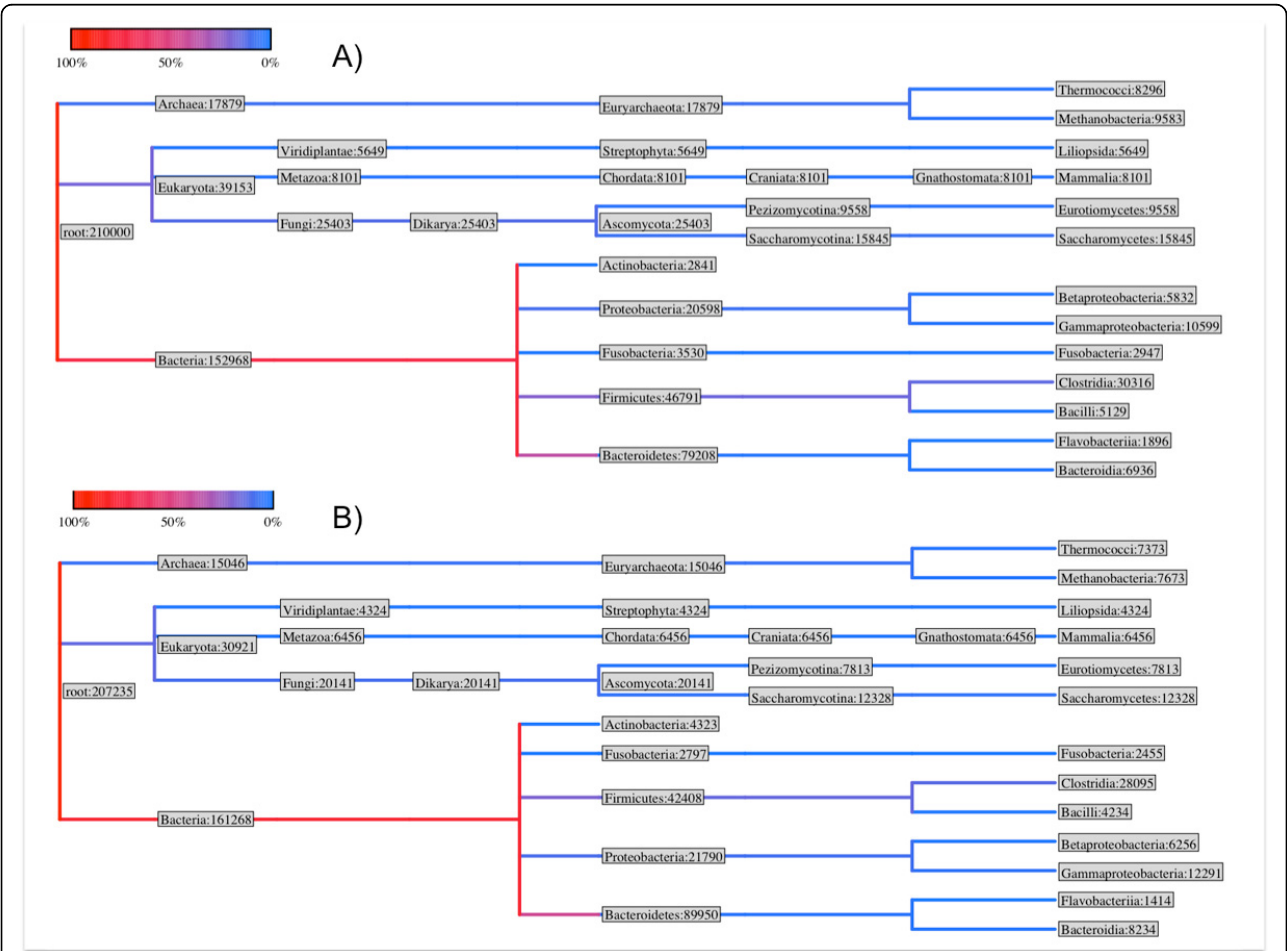 A)
100% 50% 0%
Thermococci:8296
Archaea:17879 Euryarchaeota:17879
Methanobacteria:9583
Viridiplantae:5649 Streptophyta:5649 Liliopsida:5649
Metazoa:8101 Chordata:8101 Craniata:8101 Gnathostomata:8101 Mammalia:8101
Eukaryota:39153
Pezizomycotina:9558 Eurotiomycetes:9558
Fungi:25403 Dikarya:25403 Ascomycota:25403
root:210000
Saccharomycotina:15845 Saccharomycetes:15845
Actinobacteria:2841
Betaproteobacteria:5832
Proteobacteria:20598
Gammaproteobacteria:10599
Fusobacteria:3530 Fusobacteria:2947
Bacteria:152968
Clostridia:30316
Firmicutes:46791
Bacilli:5129
Flavobacteriia:1896
Bacteroidetes:79208
Bacteroidia:6936
B)
100% 50% 0%
Thermococci:7373
Archaea:15046 Euryarchaeota:15046
Methanobacteria:7673
Viridiplantae:4324 Streptophyta:4324 Liliopsida:4324
Metazoa:6456 Chordata:6456 Craniata:6456 Gnathostomata:6456 Mammalia:6456
Eukaryota:30921
Pezizomycotina:7813 Eurotiomycetes:7813
Fungi:20141 Dikarya:20141 Ascomycota:20141
root:207235
Saccharomycotina:12328 Saccharomycetes:12328
Actinobacteria:4323
Fusobacteria:2797 Fusobacteria:2455
Clostridia:28095
Firmicutes:42408
Bacilli:4234
Bacteria:161268
Betaproteobacteria:6256
Proteobacteria:21790
Gammaproteobacteria:12291
Flavobacteriia:1414
Bacteroidetes:89950
Bacteroidia:8234